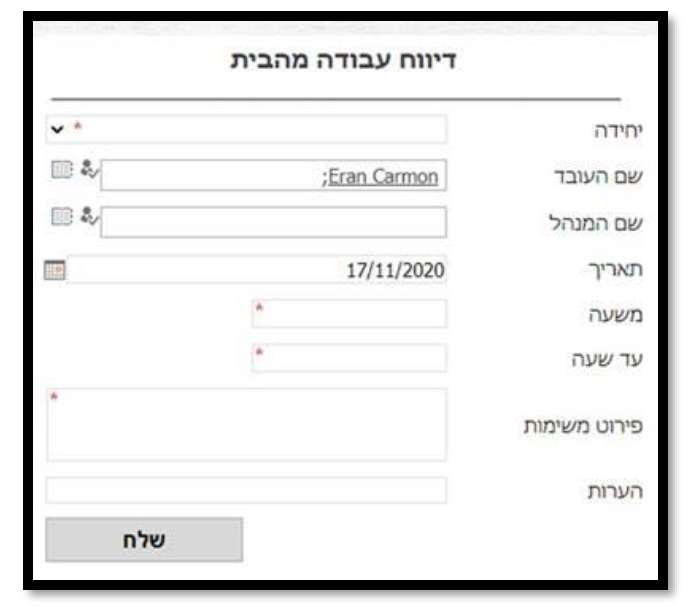 דיווח עבודה מהבית
יחידה *
שם העובד Eran Carmon;
שם המנהל
תאריך 17/11/2020
משעה *
עד שעה *
פירוט משימות *
הערות
שלח